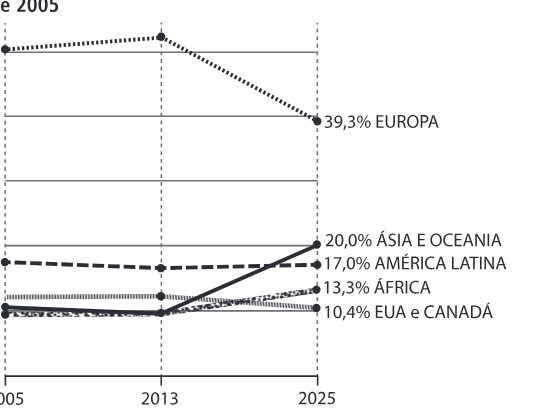 e 2005
39,3% EUROPA
20,0% ÁSIA E OCEANIA
17,0% AMÉRICA LATINA
13,3% ÁFRICA
10,4% EUA e CANADÁ
005 2013 2025